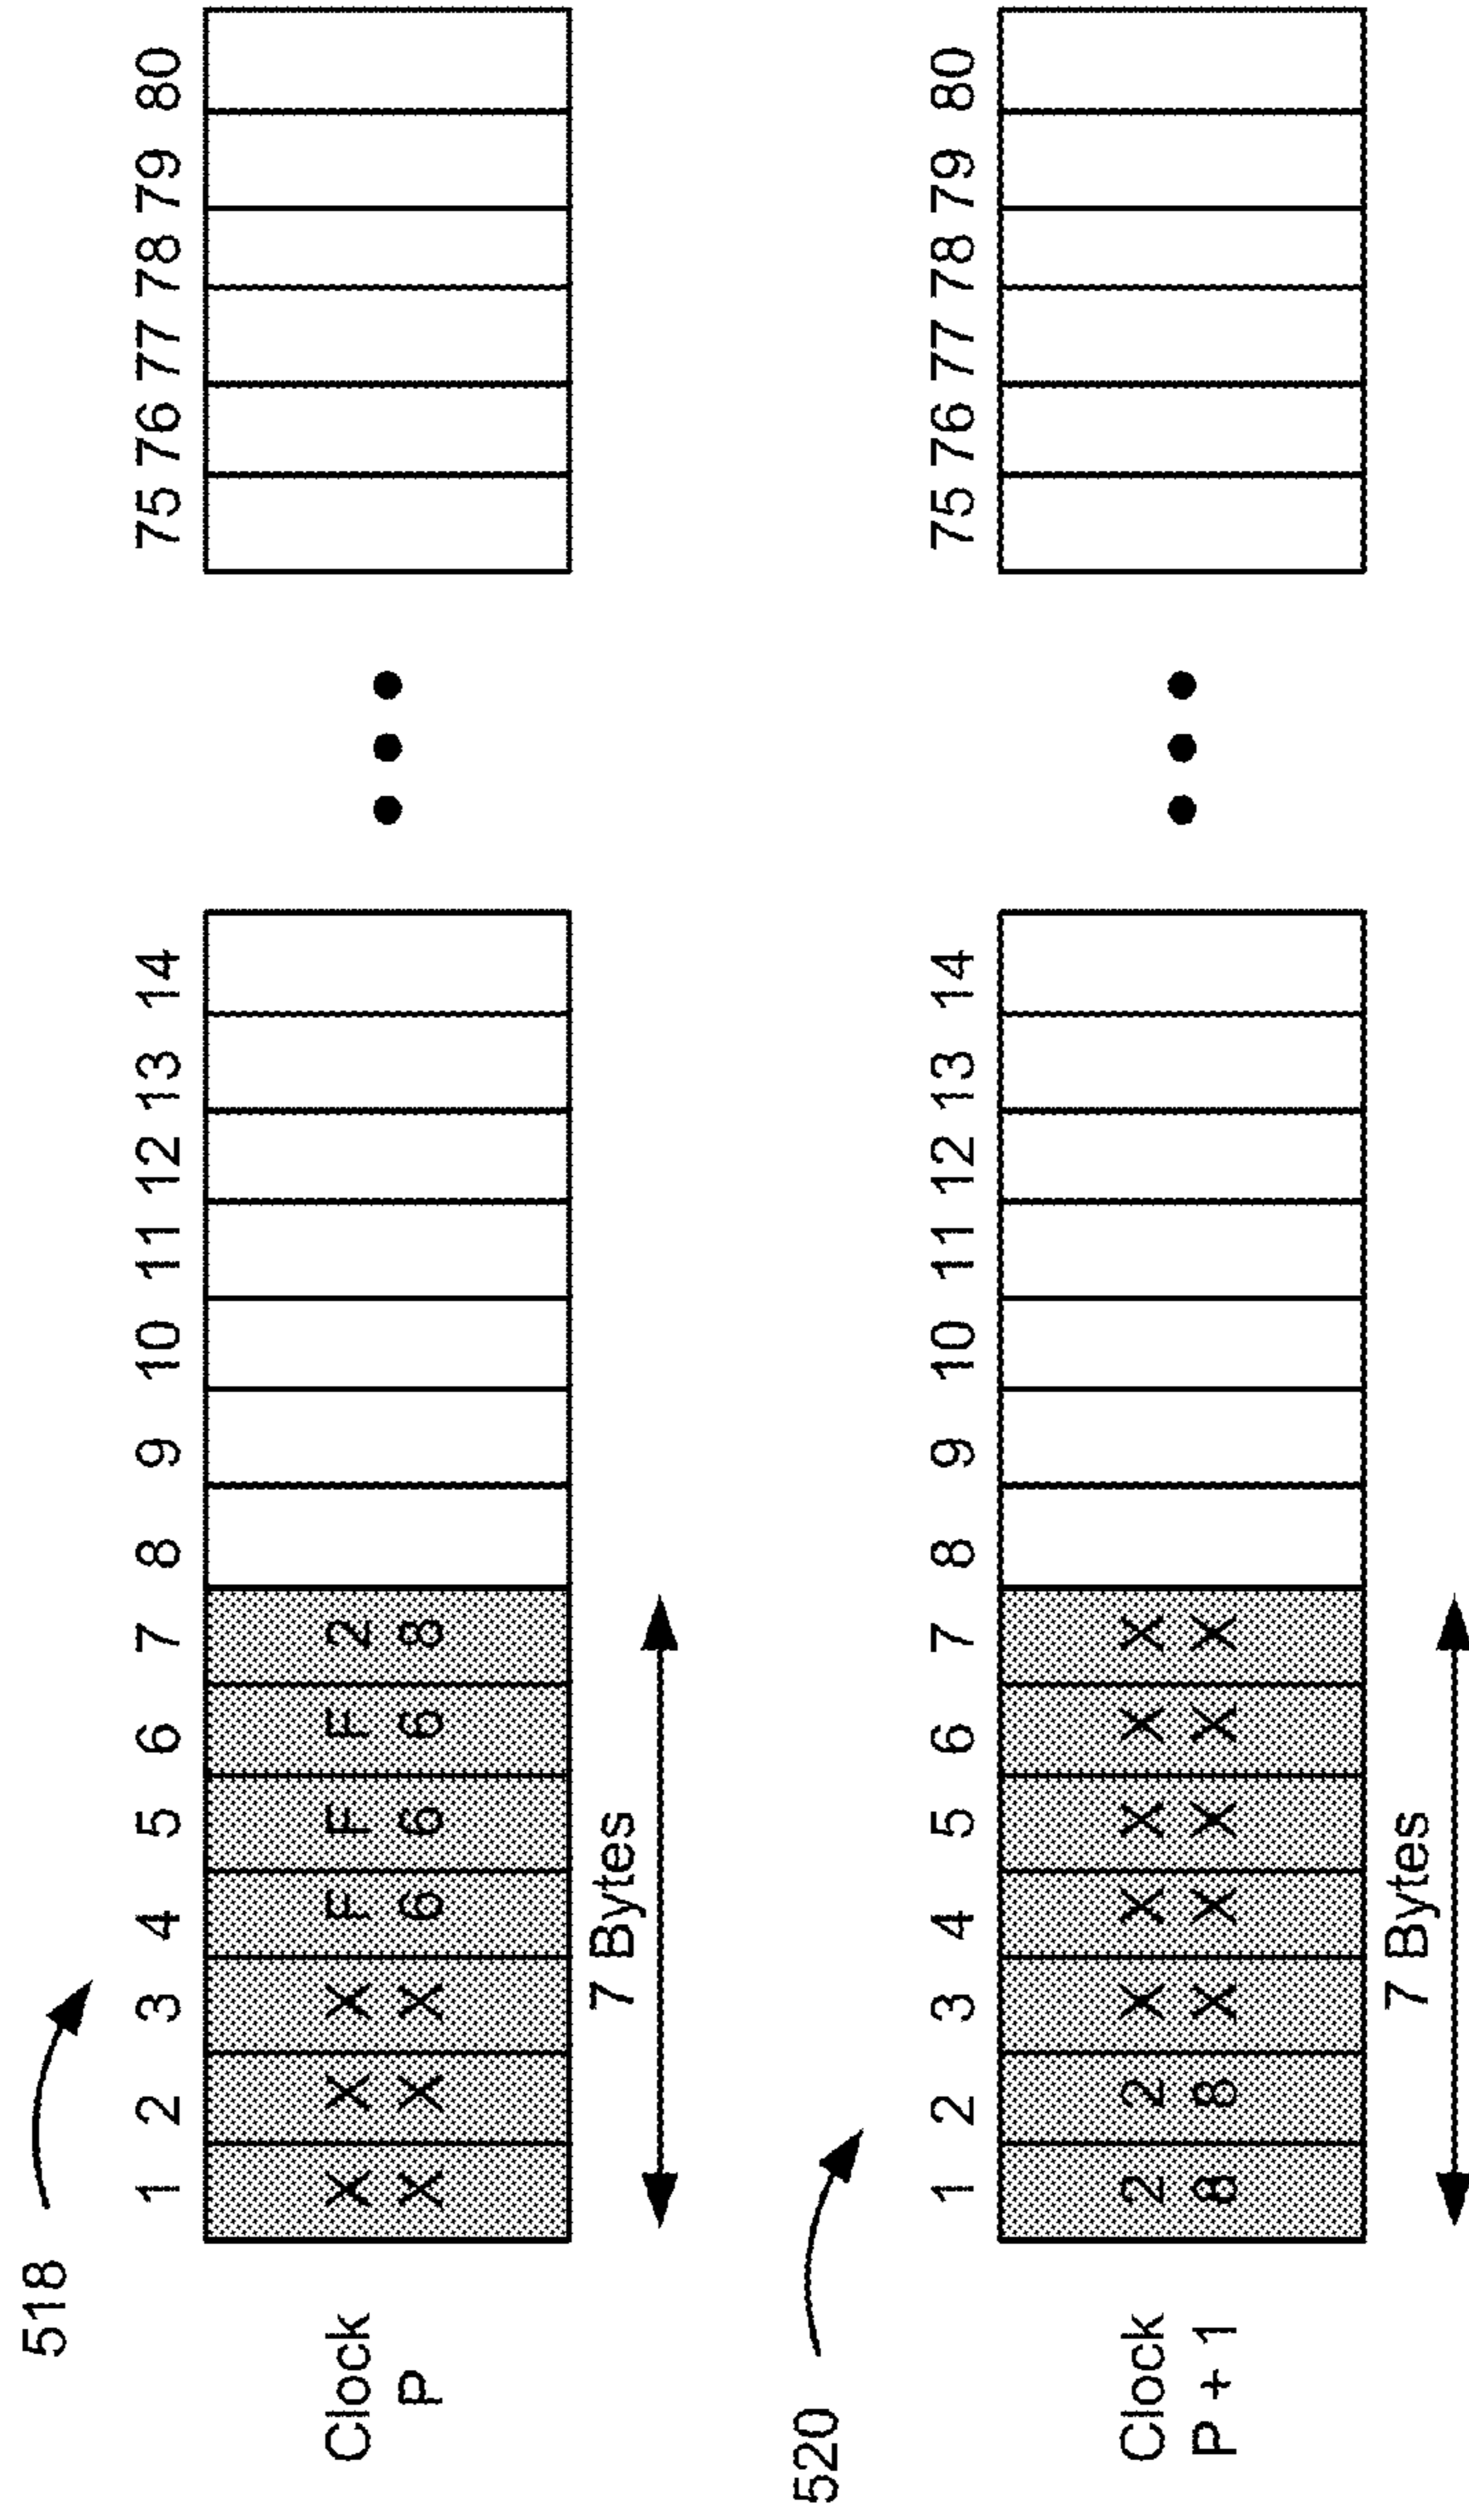 518
1 2 3 4 5 6 7 8 9 10 11 12 13 14 75 76 77 78 79 80
Clock X X X F F F 2
P X X X 6 6 6 8
7 Bytes
520
1 2 3 4 5 6 7 8 9 10 11 12 13 14 75 76 77 78 79 80
Clock 2 2 X X X X X
P + 1 8 8 X X X X X
7 Bytes